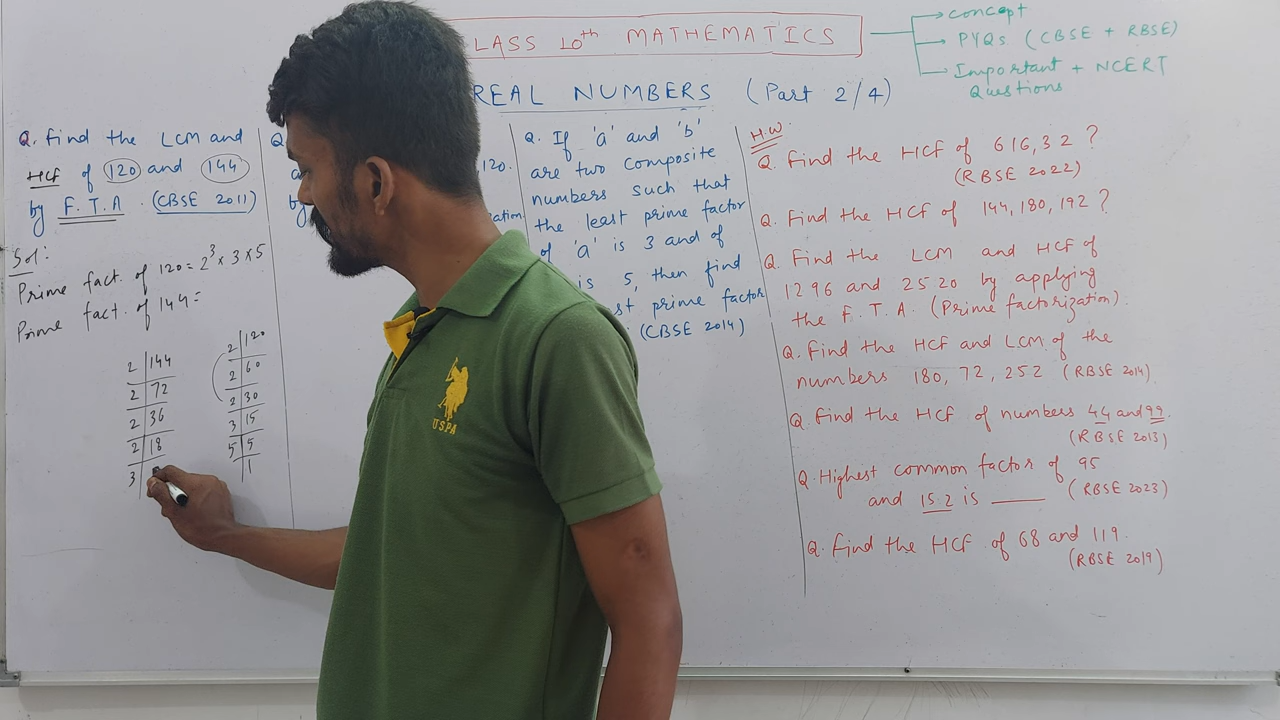 LASS 10th MATHEMATICS
concept
PYQs (CBSE + RBSE)
Important + NCERT
Questions
REAL NUMBERS (Part 2/4)
Q. Find the LCM and
HCF of 120 and 144
by F.T.A. (CBSE 2011)
Sol:
Prime fact. of 120 = 2³ × 3 × 5
Prime fact. of 144 =
2 | 144
2 | 72
2 | 36
2 | 18
3 |
2 | 120
2 | 60
2 | 30
3 | 15
5 | 5
1
Q
120.
Q. If 'a' and 'b'
are two composite
numbers such that
the least prime factor
of 'a' is 3 and of
is 5, then find
st prime factor
(CBSE 2014)
H.W
Q. Find the HCF of 616, 32 ?
(RBSE 2022)
Q. Find the HCF of 144, 180, 192 ?
Q. Find the LCM and HCF of
1296 and 2520 by applying
the F.T.A. (Prime factorization).
Q. Find the HCF and LCM of the
numbers 180, 72, 252 (RBSE 2014)
Q. Find the HCF of numbers 44 and 99.
(RBSE 2013)
Q. Highest common factor of 95
and 152 is ____ (RBSE 2023)
Q. Find the HCF of 68 and 119.
(RBSE 2019)
USPA